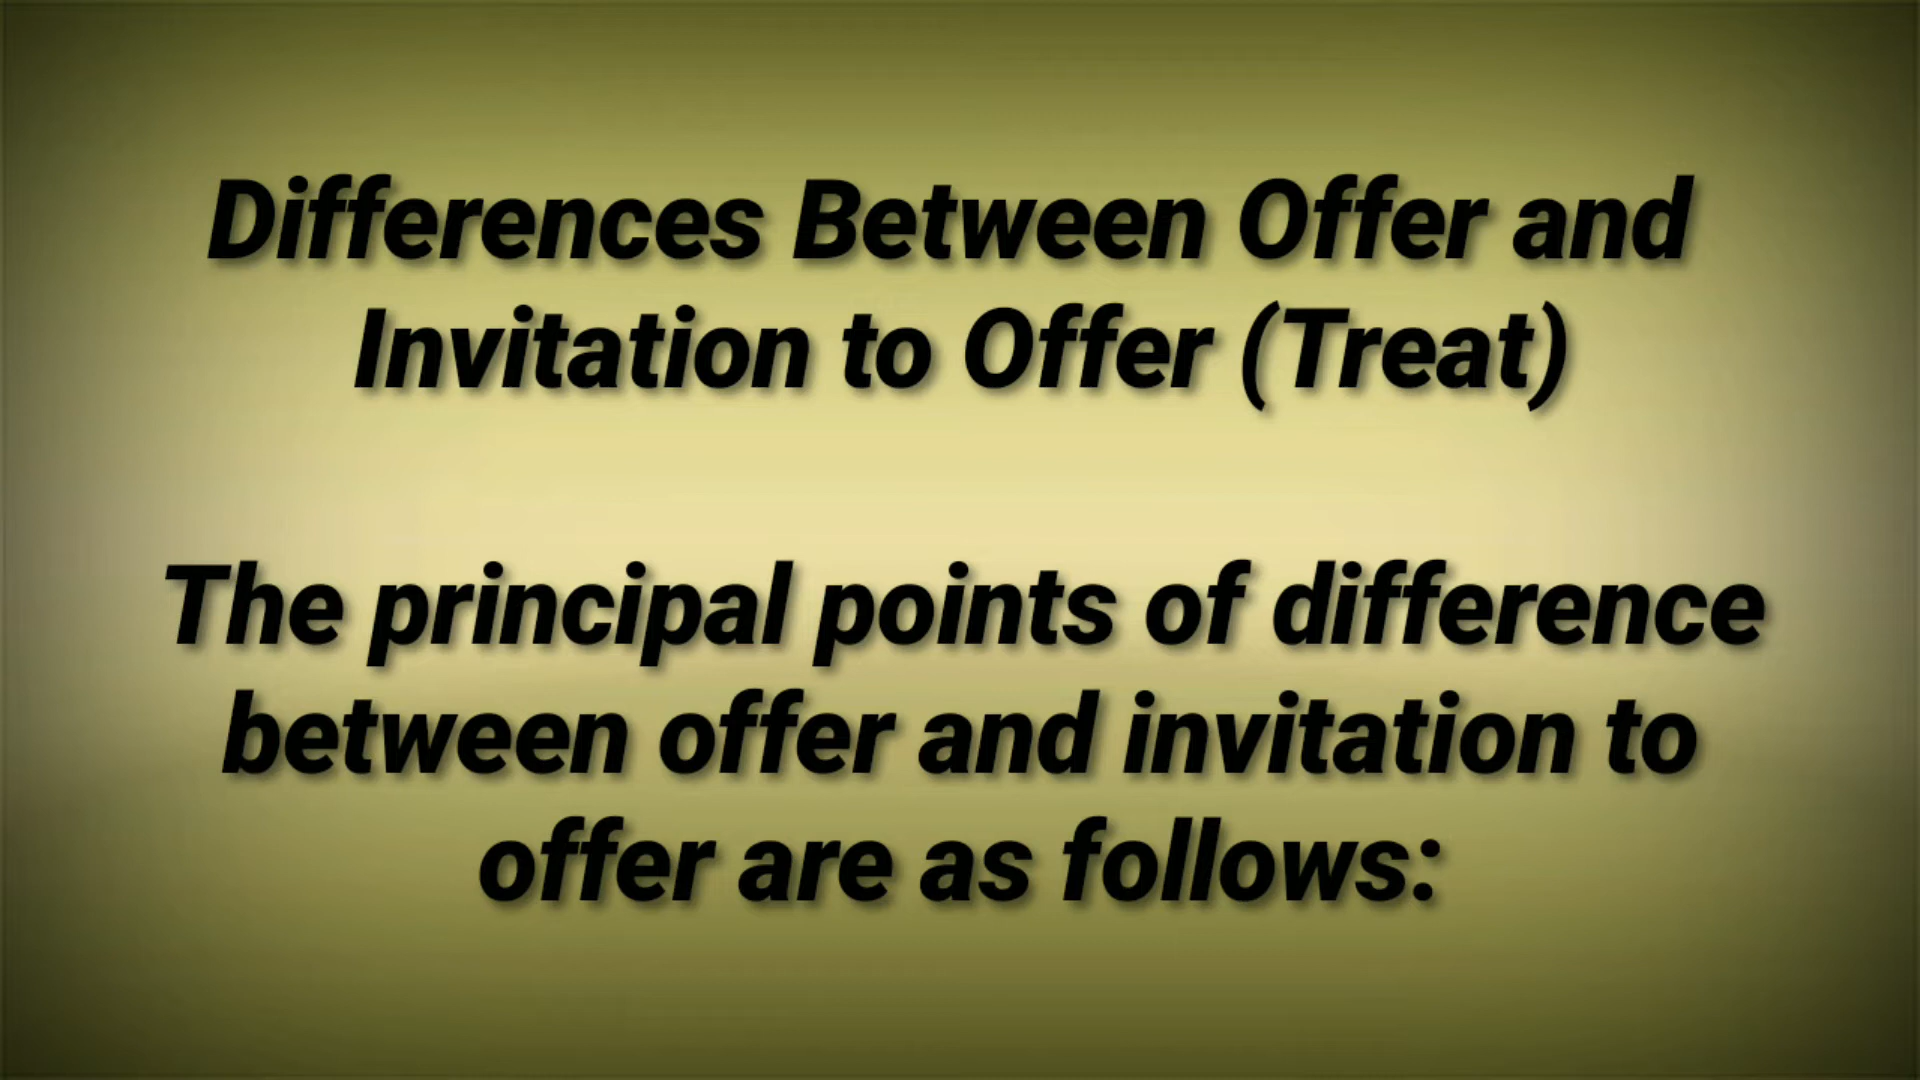 Differences Between Offer and
Invitation to Offer (Treat)
The principal points of difference
between offer and invitation to
offer are as follows: